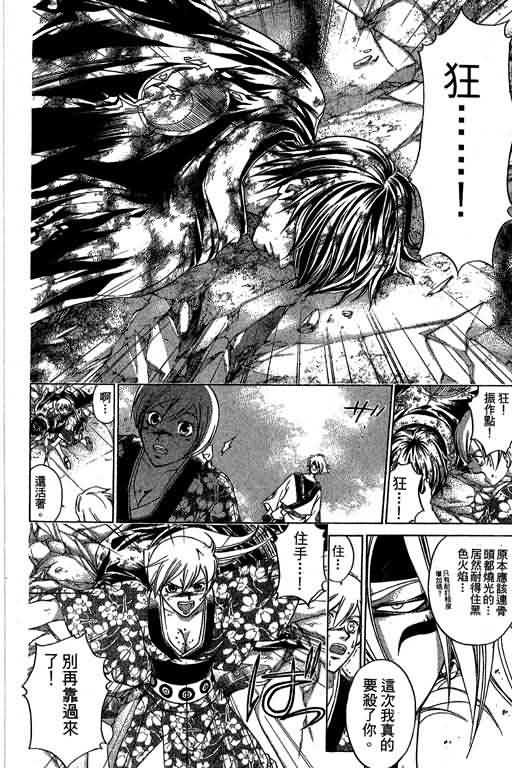 狂……！
狂！
振作點！
狂…！
啊…
還活著。
原本應該連骨
頭都燒光的…
居然耐得住黑
色火焰…
住…
住手…！
這次我真的
要殺了你。
別再靠過來
了！